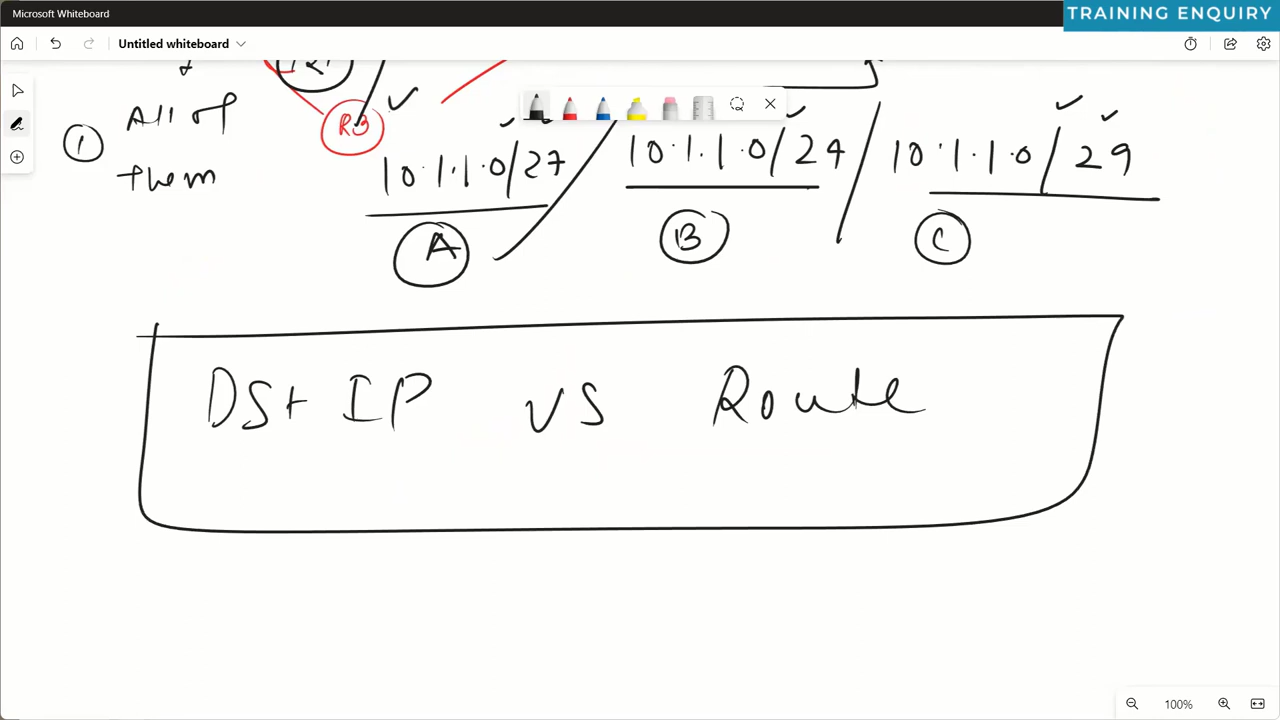 Microsoft Whiteboard
TRAINING ENQUIRY
Untitled whiteboard
R3
① All of
them
10.1.1.0/27
10.1.1.0/24
10.1.1.0/29
A
B
C
DSt IP vs Route
100%